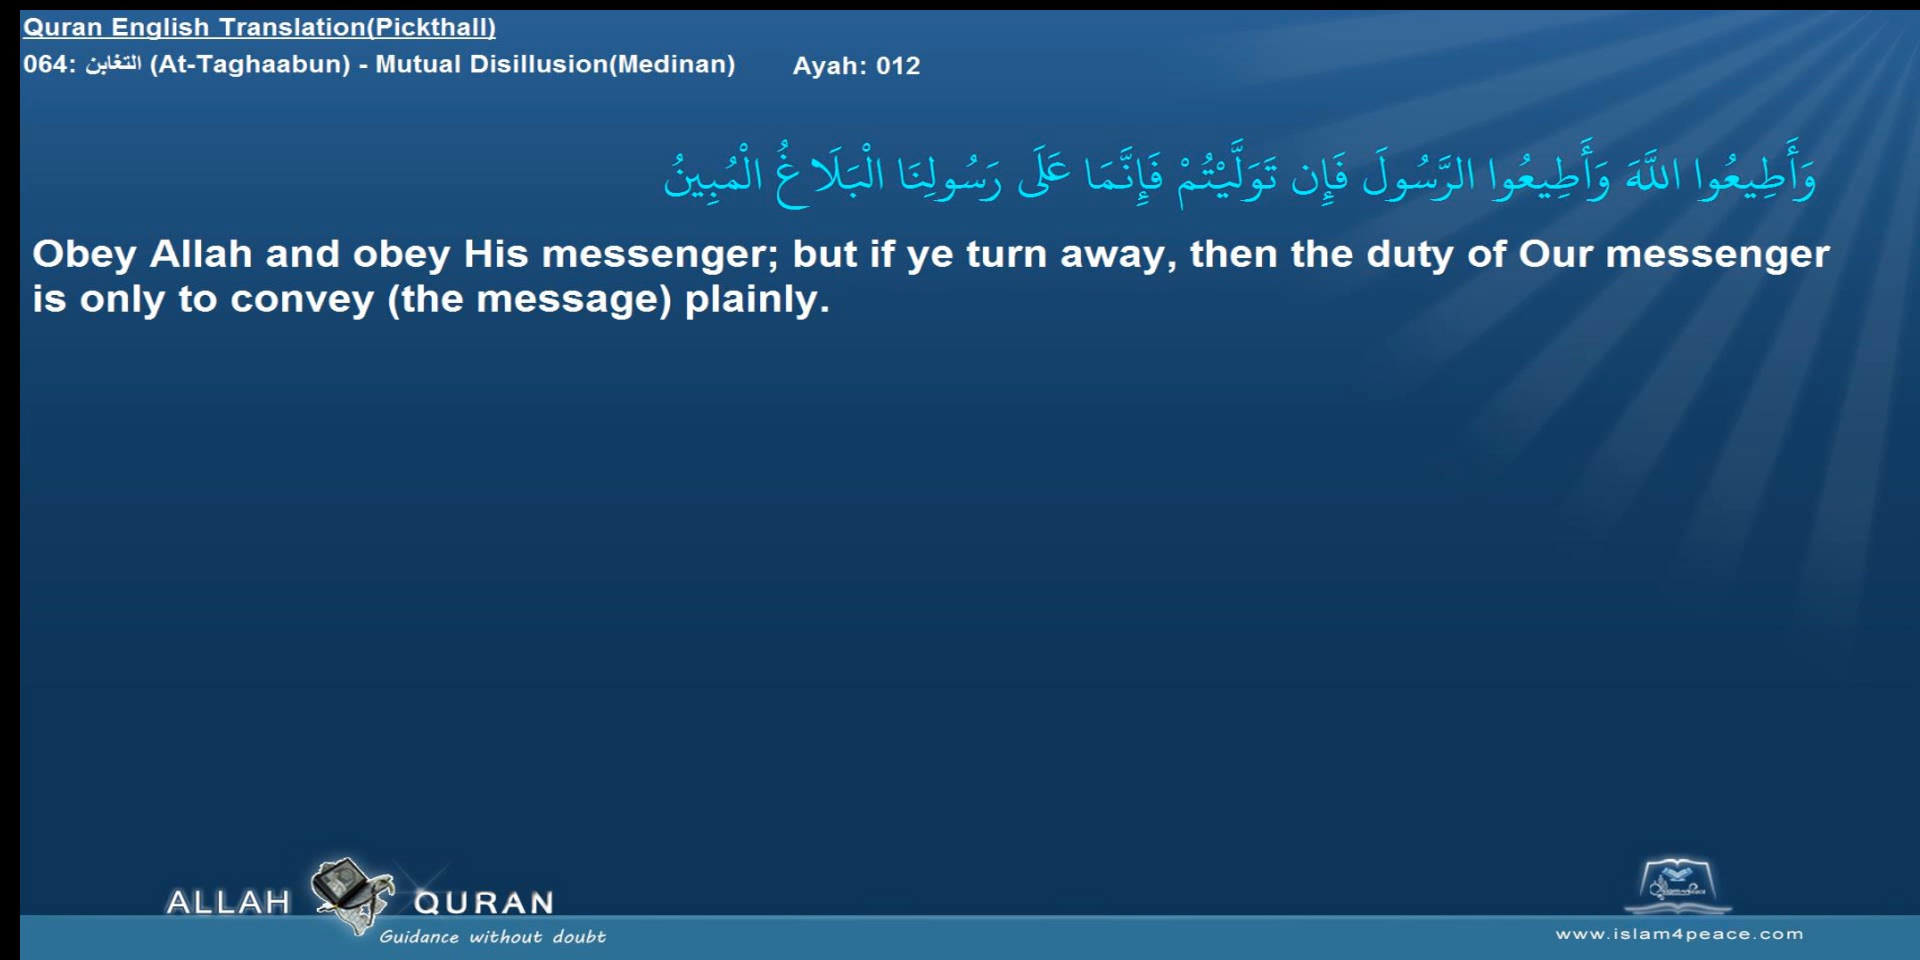 Quran English Translation(Pickthall)
064: التغابن (At-Taghaabun) - Mutual Disillusion(Medinan) Ayah: 012
وَأَطِيعُوا اللَّهَ وَأَطِيعُوا الرَّسُولَ فَإِن تَوَلَّيْتُمْ فَإِنَّمَا عَلَى رَسُولِنَا الْبَلَاغُ الْمُبِينُ
Obey Allah and obey His messenger; but if ye turn away, then the duty of Our messenger
is only to convey (the message) plainly.
ALLAH QURAN
Guidance without doubt
www.islam4peace.com